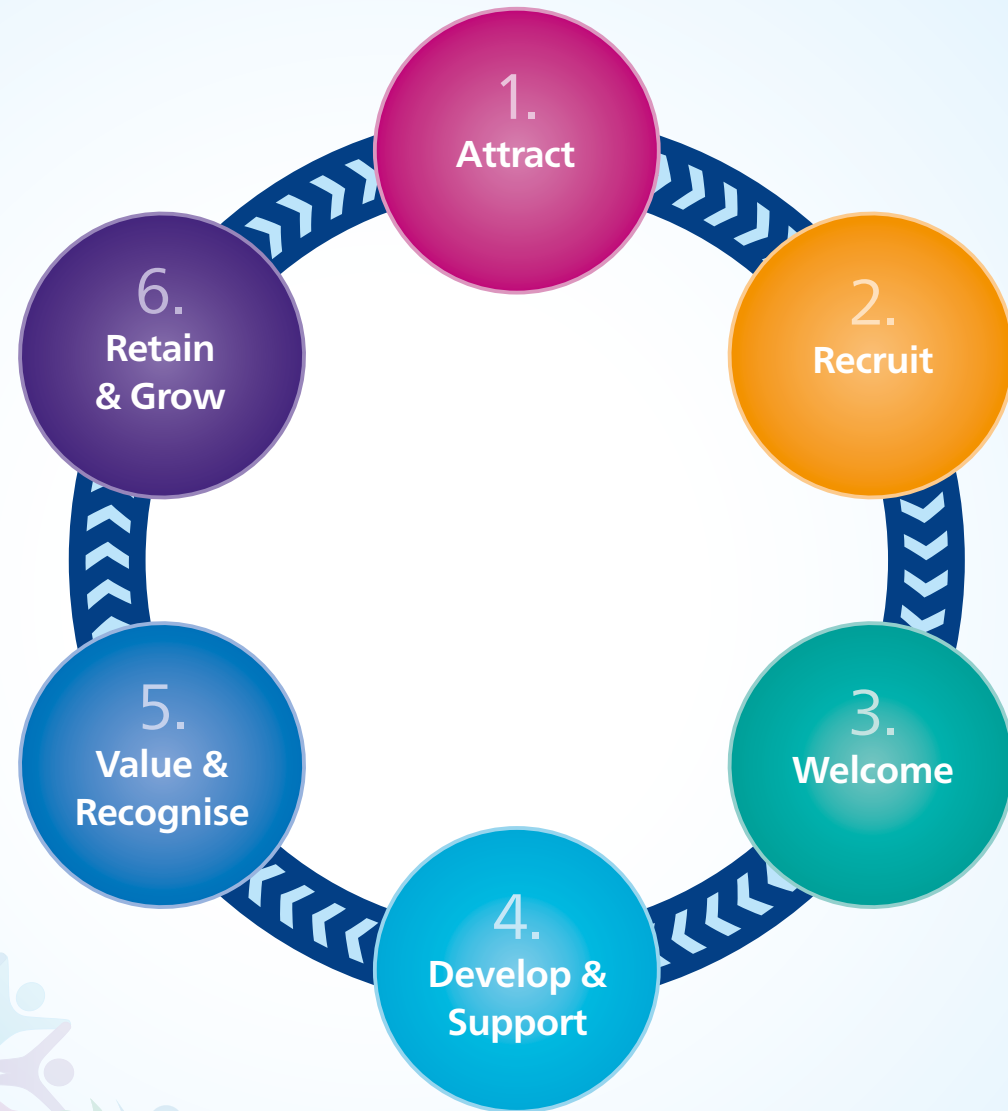 1.
Attract
2.
Recruit
3.
Welcome
4.
Develop &
Support
5.
Value &
Recognise
6.
Retain
& Grow